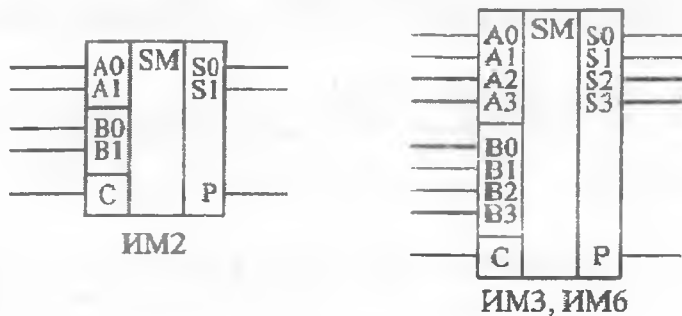 A0 SM S0
A1 S1
B0
B1
C P
ИМ2
A0 SM S0
A1 S1
A2 S2
A3 S3
B0
B1
B2
B3
C P
ИМ3, ИМ6